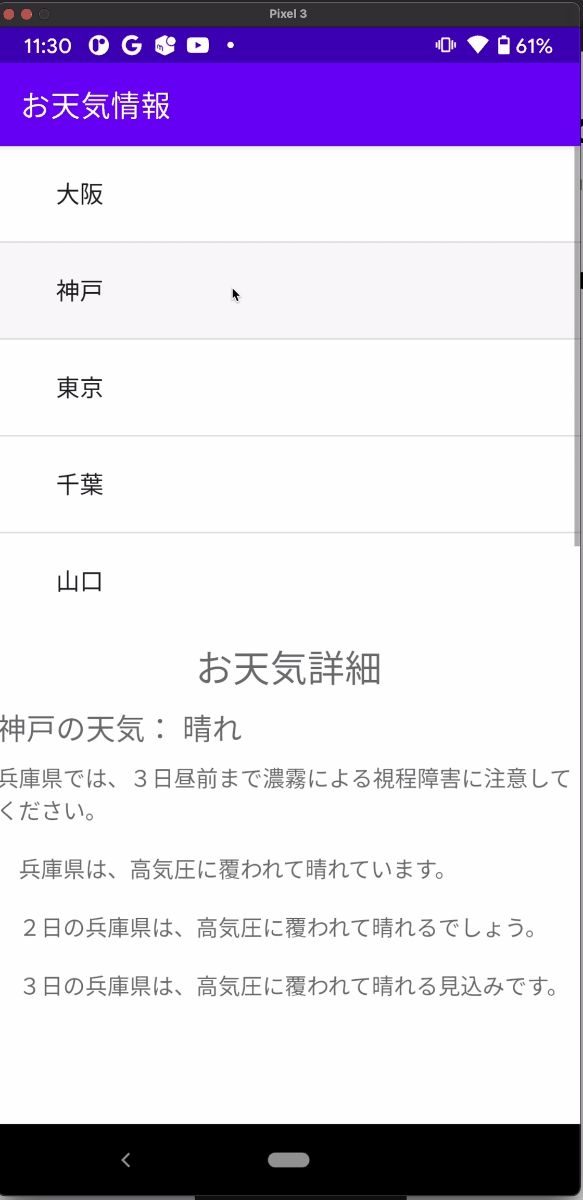 Pixel 3
11:30
61%
お天気情報
大阪
神戸
東京
千葉
山口
お天気詳細
神戸の天気： 晴れ
兵庫県では、３日昼前まで濃霧による視程障害に注意して
ください。
兵庫県は、高気圧に覆われて晴れています。
２日の兵庫県は、高気圧に覆われて晴れるでしょう。
３日の兵庫県は、高気圧に覆われて晴れる見込みです。